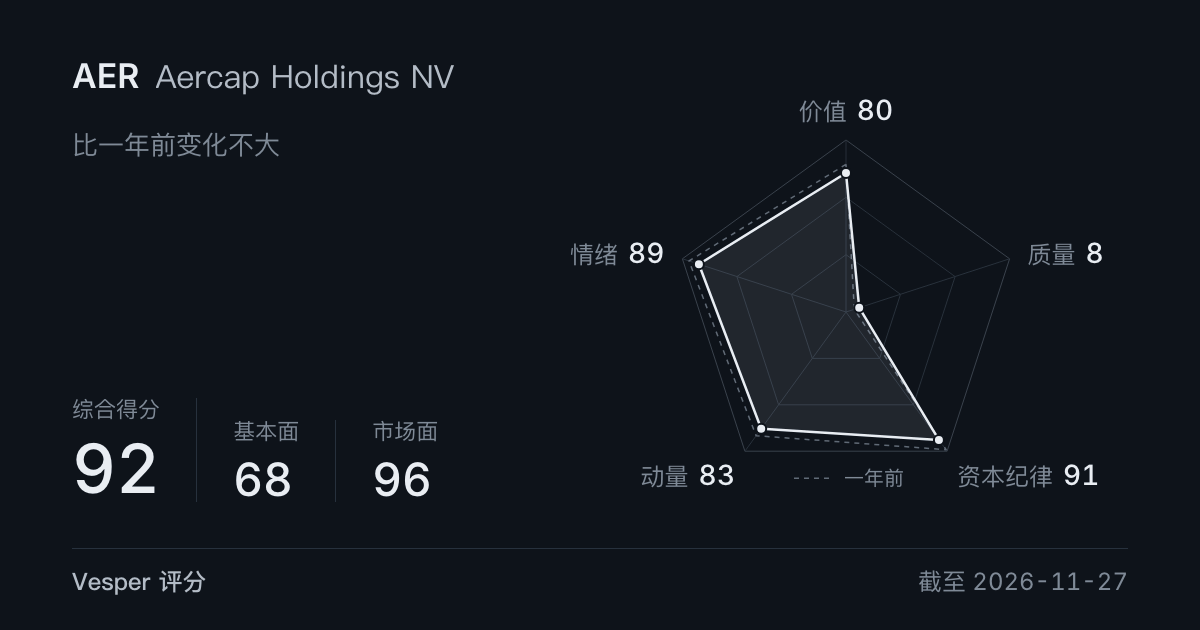 AER Aercap Holdings NV
比一年前变化不大
价值 80
情绪 89
质量 8
动量 83
一年前
资本纪律 91
综合得分
92
基本面
68
市场面
96
Vesper 评分
截至 2026-11-27